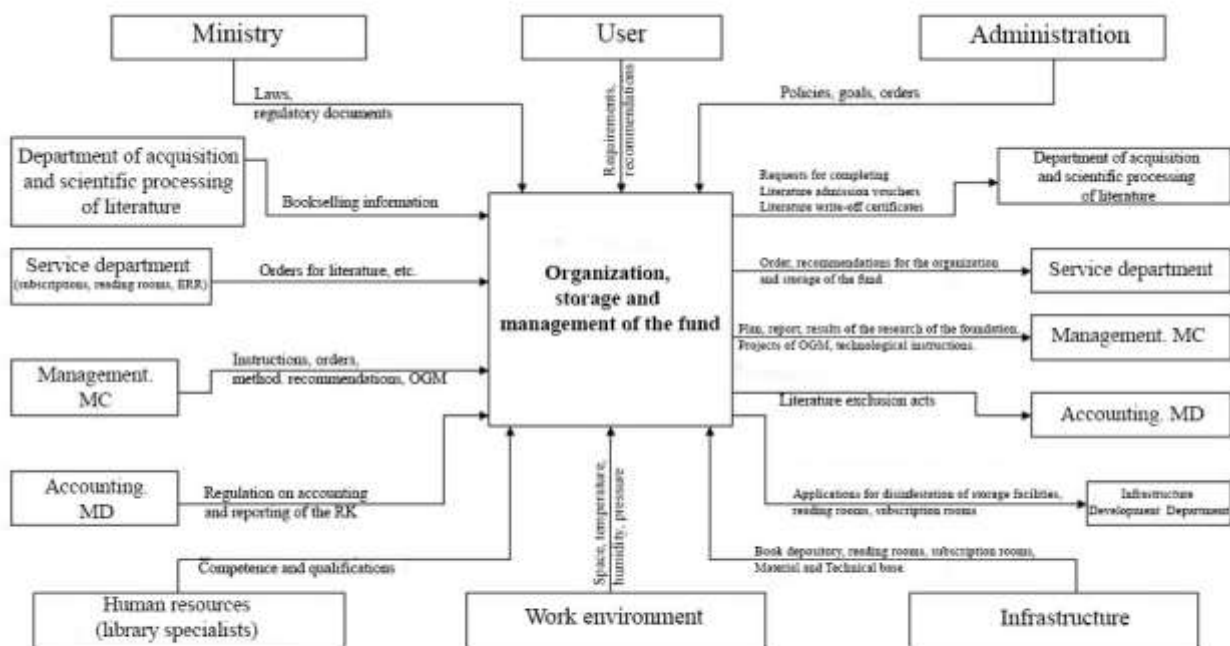 Ministry
User
Administration
Laws,
regulatory documents
Requirements,
recommendations
Policies, goals, orders
Department of acquisition
and scientific processing
of literature
Bookselling information
Requests for completing
Literature admission vouchers
Literature write-off certificates
Department of acquisition
and scientific processing
of literature
Service department
(subscriptions, reading rooms, ERR)
Orders for literature, etc.
Organization,
storage and
management of the fund
Order, recommendations for the organization
and storage of the fund
Service department
Plan, report, results of the research of the foundation.
Projects of OGM, technological instructions.
Management. MC
Management.
MC
Instructions, orders,
method. recommendations, OGM
Literature exclusion acts
Accounting. MD
Accounting.
MD
Regulation on accounting
and reporting of the RK
Space, temperature,
humidity, pressure
Applications for disinfestation of storage facilities,
reading rooms, subscription rooms
Infrastructure
Development Department
Competence and qualifications
Book depository, reading rooms, subscription rooms,
Material and Technical base
Human resources
(library specialists)
Work environment
Infrastructure